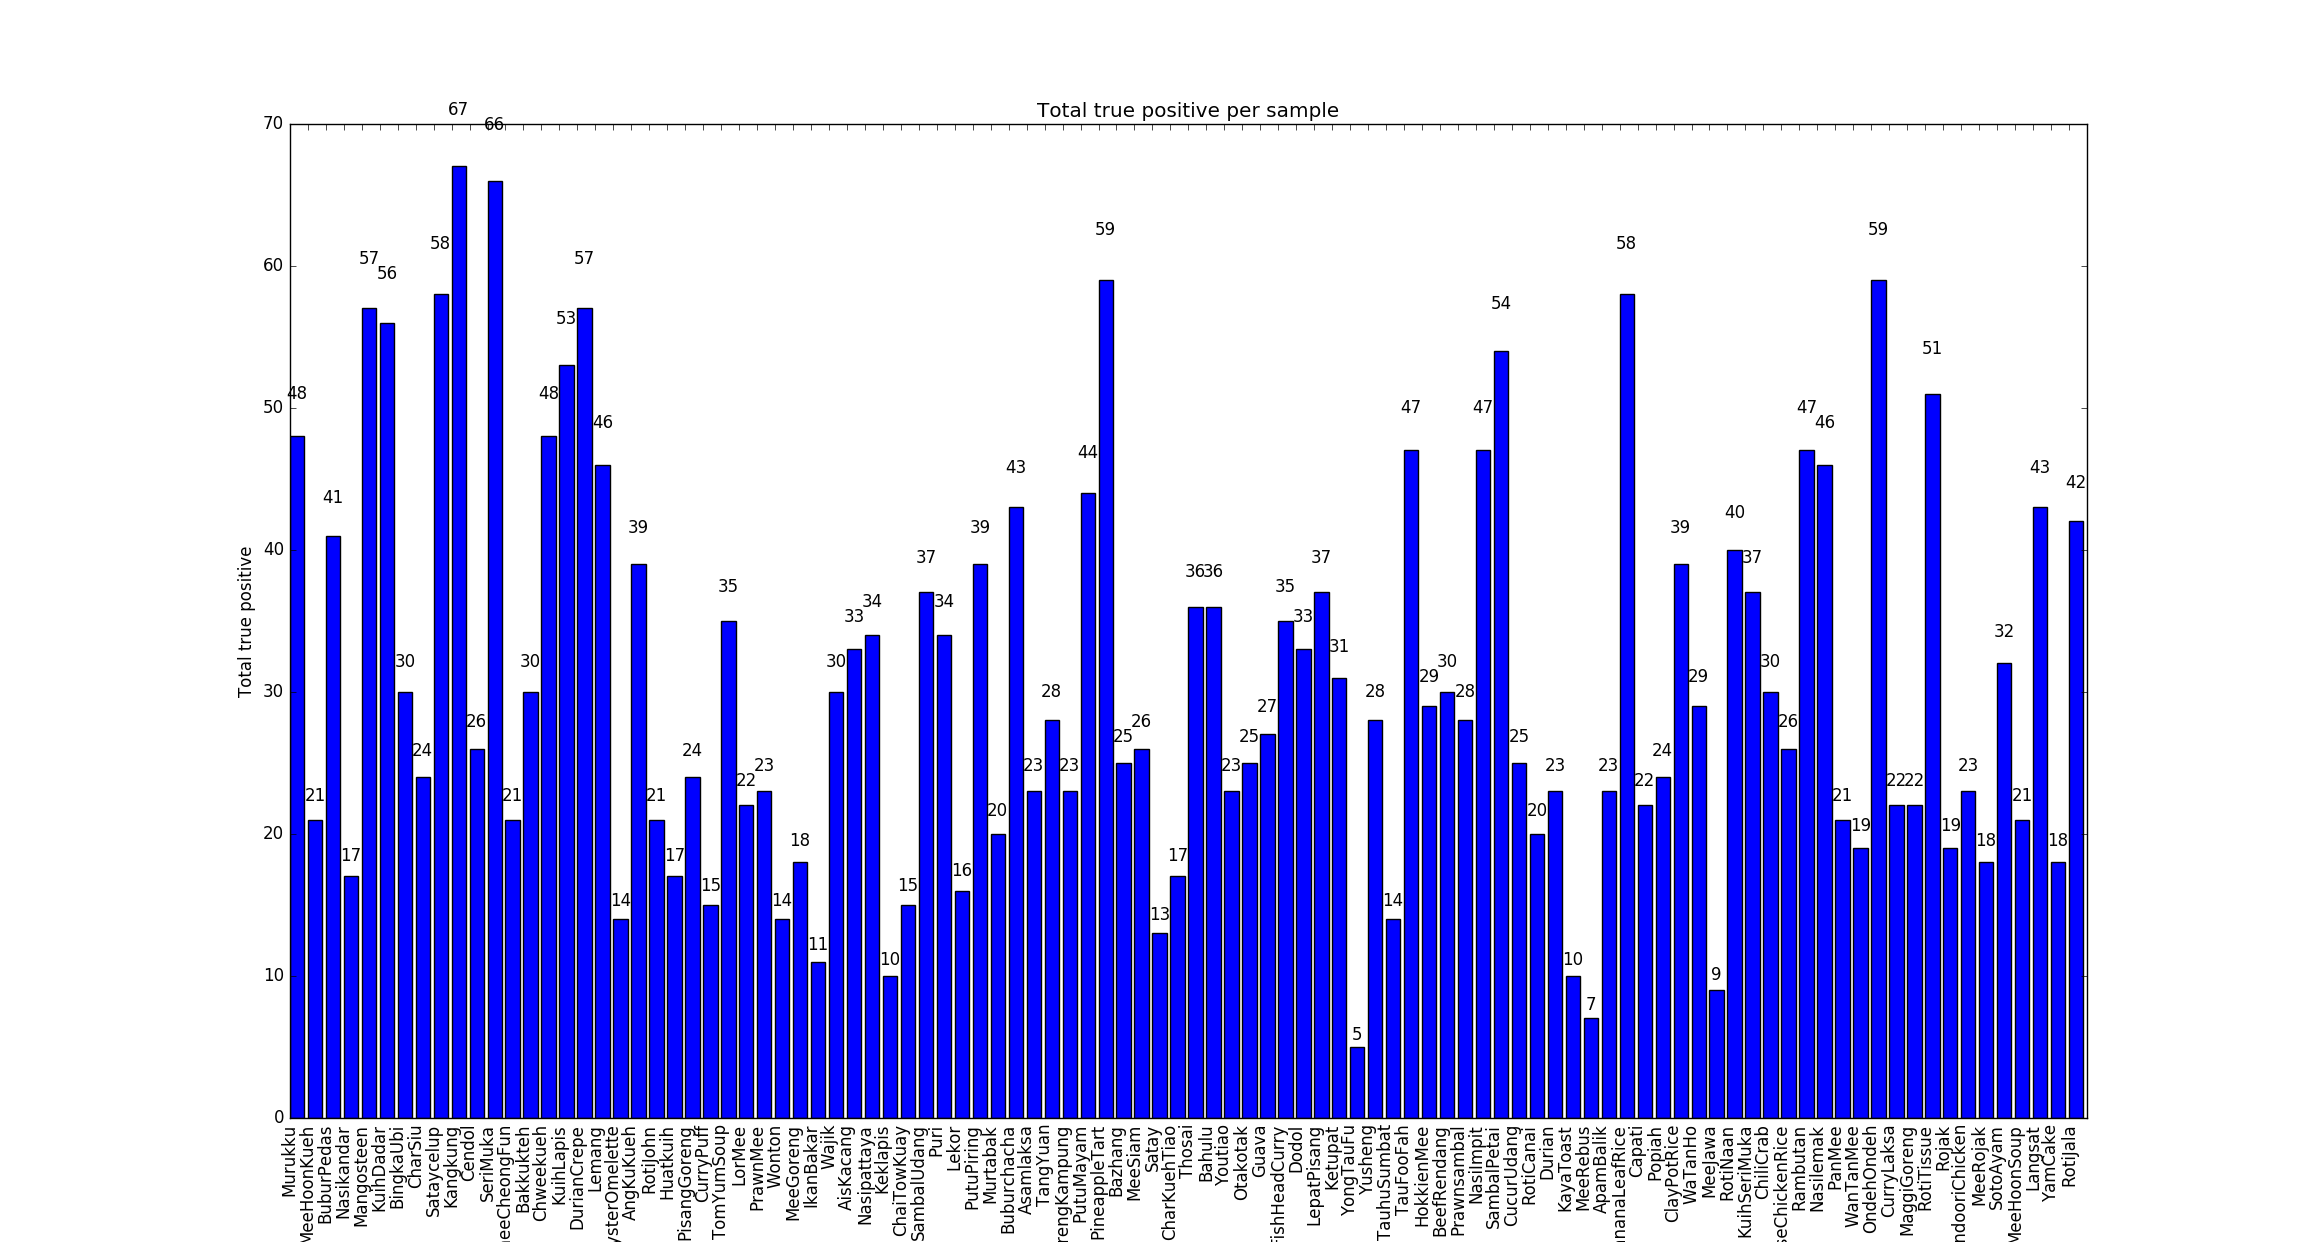 Total true positive per sample
Total true positive
70
60
50
40
30
20
10
0
48
21
41
17
57
56
30
24
58
67
26
66
21
30
48
53
57
46
14
39
21
17
24
15
35
22
23
14
18
11
30
33
34
10
15
37
34
16
39
20
43
23
28
23
44
59
25
26
13
17
36
36
23
25
27
35
33
37
31
5
28
14
47
29
30
28
47
54
25
20
23
10
7
23
58
22
24
39
29
9
40
37
30
26
47
46
21
19
59
22
22
51
19
23
18
32
21
43
18
42
Murukku
MeeHoonKueh
BuburPedas
Nasikandar
Mangosteen
KuihDadar
BingkaUbi
CharSiu
Sataycelup
Kangkung
Cendol
SeriMuka
eeCheongFun
Bakkukteh
Chweekueh
KuihLapis
DurianCrepe
Lemang
ysterOmelette
AngKuKueh
RotiJohn
Huatkuih
PisangGoreng
CurryPuff
TomYumSoup
LorMee
PrawnMee
Wonton
MeeGoreng
IkanBakar
Wajik
AisKacang
Nasipattaya
Keklapis
ChaiTowKuay
SambalUdang
Puri
Lekor
PutuPiring
Murtabak
Buburchacha
Asamlaksa
TangYuan
rengKampung
PutuMayam
PineappleTart
Bazhang
MeeSiam
Satay
CharKuehTiao
Thosai
Bahulu
Youtiao
Otakotak
Guava
FishHeadCurry
Dodol
LepatPisang
Ketupat
YongTauFu
Yusheng
TauhuSumbat
TauFooFah
HokkienMee
BeefRendang
Prawnsambal
NasiImpit
SambalPetai
CucurUdang
RotiCanai
Durian
KayaToast
MeeRebus
ApamBalik
ananaLeafRice
Capati
Popiah
ClayPotRice
WaTanHo
MeeJawa
RotiNaan
KuihSeriMuka
ChiliCrab
seChickenRice
Rambutan
Nasilemak
PanMee
WanTanMee
OndehOndeh
CurryLaksa
MaggiGoreng
RotiTissue
Rojak
ndooriChicken
MeeRojak
SotoAyam
MeeHoonSoup
Langsat
YamCake
RotiJala